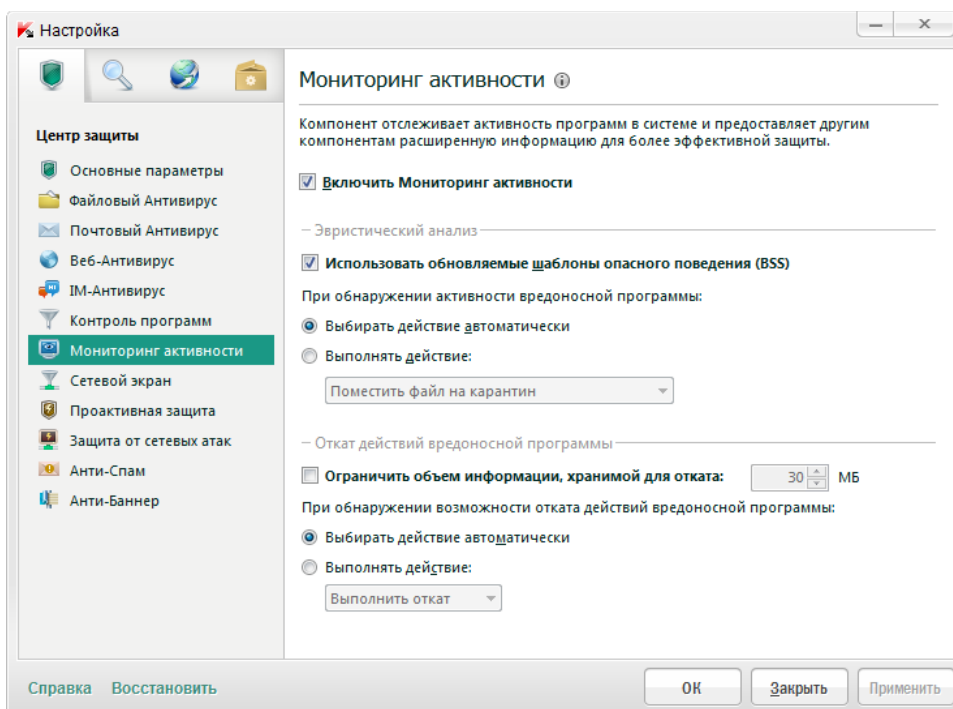 Настройка
Центр защиты
Основные параметры
Файловый Антивирус
Почтовый Антивирус
Веб-Антивирус
IM-Антивирус
Контроль программ
Мониторинг активности
Сетевой экран
Проактивная защита
Защита от сетевых атак
Анти-Спам
Анти-Баннер
Мониторинг активности
Компонент отслеживает активность программ в системе и предоставляет другим
компонентам расширенную информацию для более эффективной защиты.
Включить Мониторинг активности
Эвристический анализ
Использовать обновляемые шаблоны опасного поведения (BSS)
При обнаружении активности вредоносной программы:
Выбирать действие автоматически
Выполнять действие:
Поместить файл на карантин
Откат действий вредоносной программы
Ограничить объем информации, хранимой для отката: 30 МБ
При обнаружении возможности отката действий вредоносной программы:
Выбирать действие автоматически
Выполнять действие:
Выполнить откат
Справка Восстановить
ОК Закрыть Применить